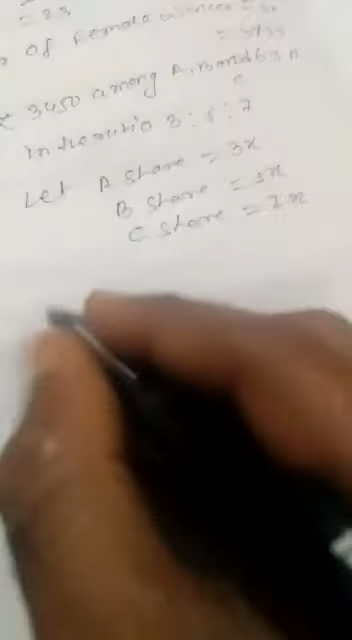 of Female
3450 among A, B and
in the ratio 3 : 5 : 7
Let A share = 3x
B share = 5x
C share = 7x